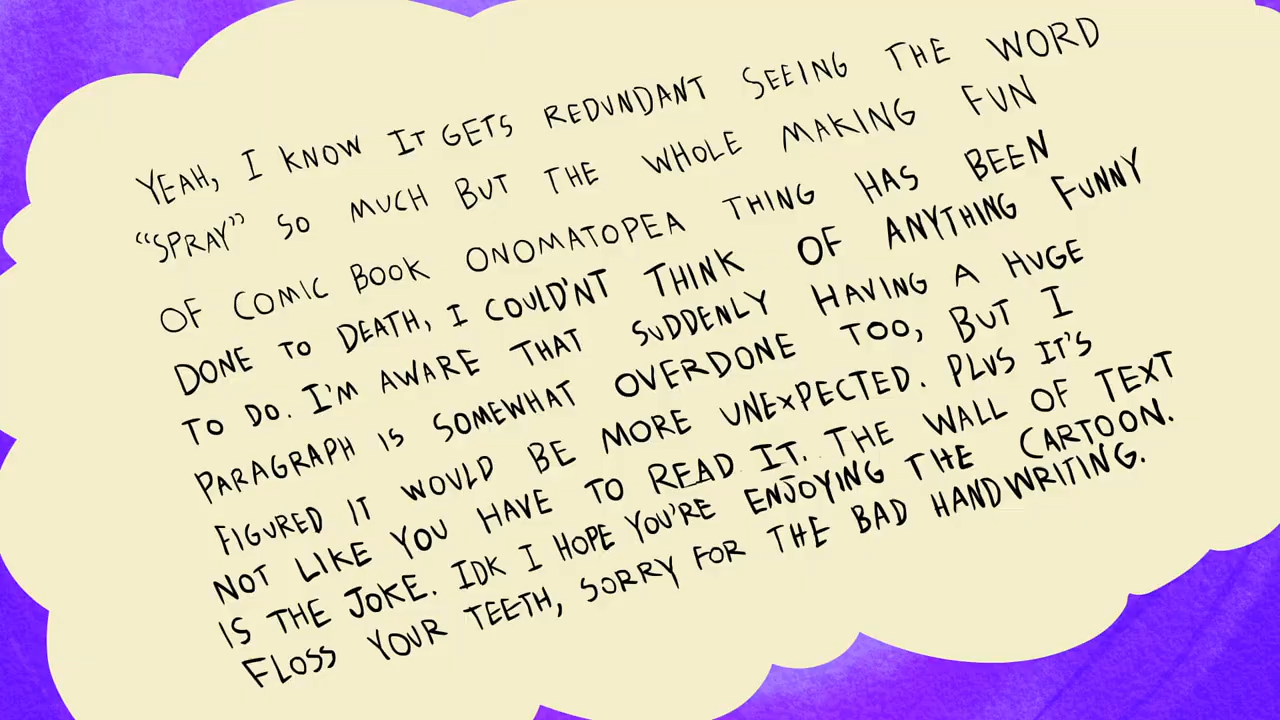 YEAH, I KNOW IT GETS REDUNDANT SEEING THE WORD
"SPRAY" SO MUCH BUT THE WHOLE MAKING FUN
OF COMIC BOOK ONOMATOPEA THING HAS BEEN
DONE TO DEATH, I COULD'NT THINK OF ANYTHING FUNNY
TO DO. I'M AWARE THAT SUDDENLY HAVING A HUGE
PARAGRAPH IS SOMEWHAT OVERDONE TOO, BUT I
FIGURED IT WOULD BE MORE UNEXPECTED. PLUS IT'S
NOT LIKE YOU HAVE TO READ IT. THE WALL OF TEXT
IS THE JOKE. IDK I HOPE YOU'RE ENJOYING THE CARTOON.
FLOSS YOUR TEETH, SORRY FOR THE BAD HANDWRITING.